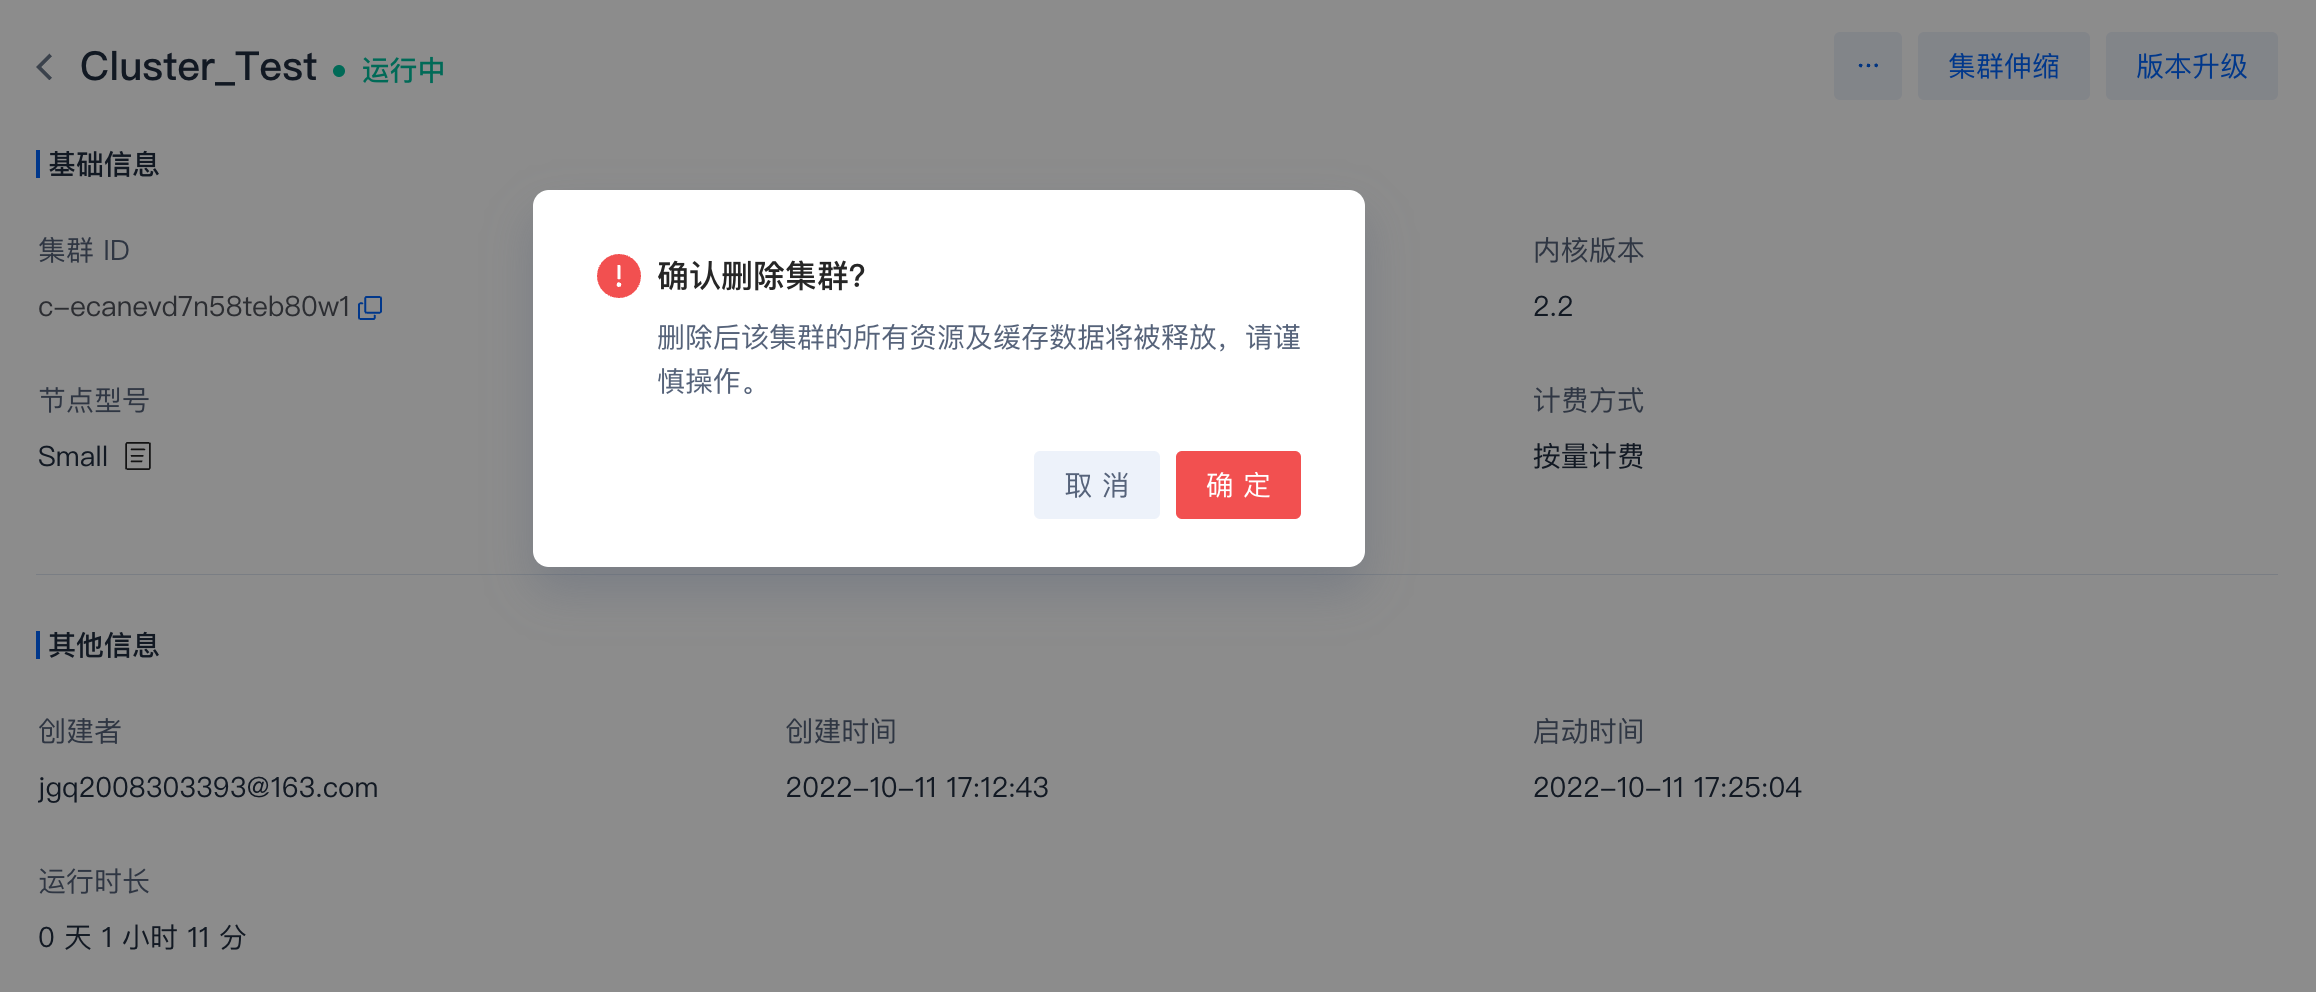 Cluster_Test 运行中
··· 集群伸缩 版本升级
基础信息
集群 ID
c-ecanevd7n58teb80w1
内核版本
2.2
节点型号
Small
计费方式
按量计费
确认删除集群?
删除后该集群的所有资源及缓存数据将被释放，请谨
慎操作。
取 消 确 定
其他信息
创建者
jgq2008303393@163.com
创建时间
2022-10-11 17:12:43
启动时间
2022-10-11 17:25:04
运行时长
0 天 1 小时 11 分